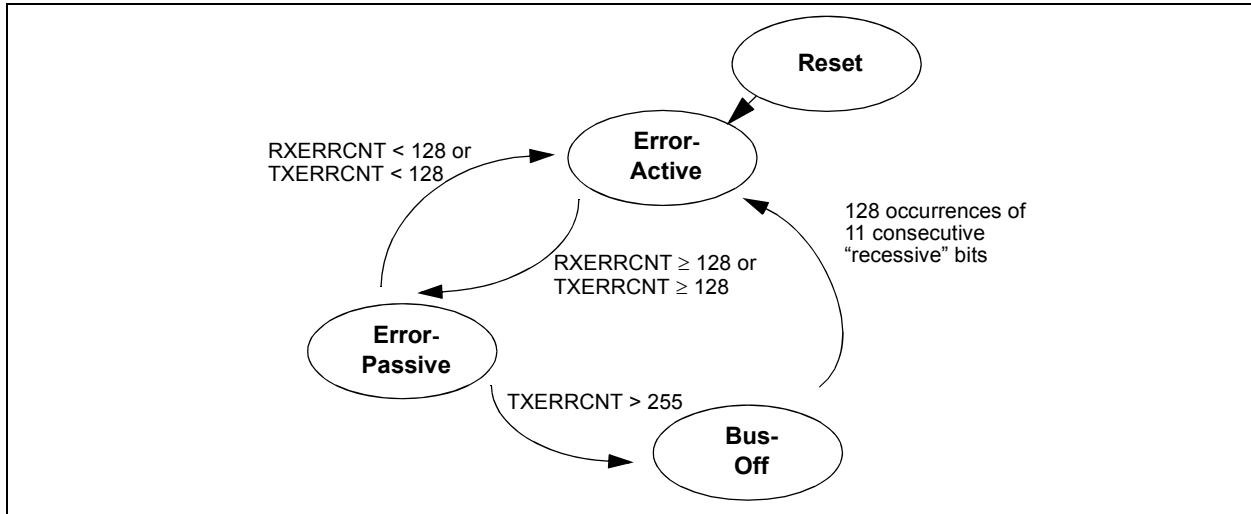 Reset
Error-
Active
RXERRCNT < 128 or
TXERRCNT < 128
128 occurrences of
11 consecutive
“recessive” bits
RXERRCNT ≥ 128 or
TXERRCNT ≥ 128
Error-
Passive
TXERRCNT > 255
Bus-
Off